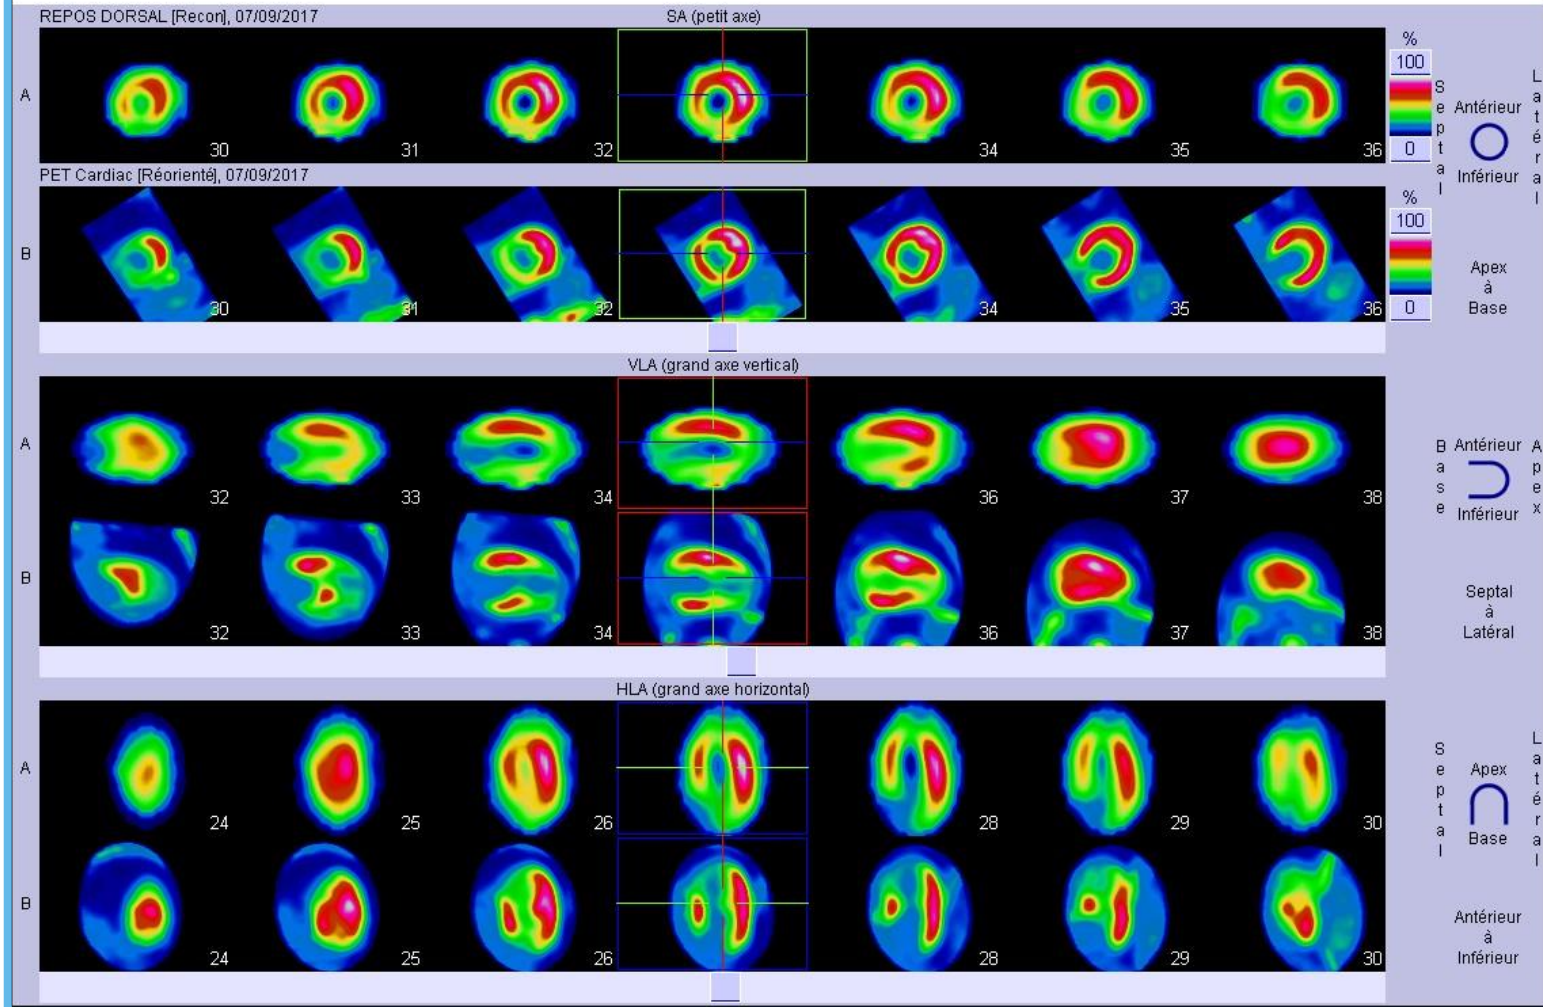 REPOS DORSAL [Recon], 07/09/2017
SA (petit axe)
A
30
31
32
34
35
36
%
100
0
Septal
Antérieur
Inférieur
Latéral
PET Cardiac [Réorienté], 07/09/2017
B
30
31
32
34
35
36
%
100
0
Apex
à
Base
VLA (grand axe vertical)
A
32
33
34
36
37
38
Base
Antérieur
Inférieur
Apex
B
32
33
34
36
37
38
Septal
à
Latéral
HLA (grand axe horizontal)
A
24
25
26
28
29
30
Septal
Apex
Base
Latéral
B
24
25
26
28
29
30
Antérieur
à
Inférieur